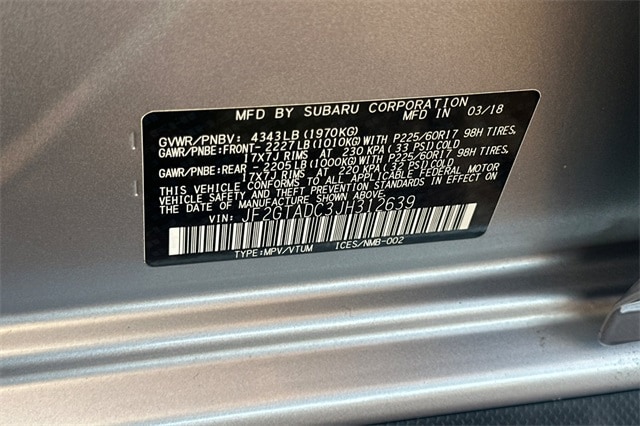 MFD BY SUBARU CORPORATION
MFD IN 03/18
GVWR/PNBV: 4343LB(1970KG)
GAWR/PNBE:FRONT- 2227LB(1010KG)WITH P225/60R17 98H TIRES,
17X7J RIMS AT 230 KPA(33 PSI)COLD
GAWR/PNBE:REAR - 2205LB(1000KG)WITH P225/60R17 98H TIRES,
17X7J RIMS AT 220 KPA(32 PSI)COLD
THIS VEHICLE CONFORMS TO ALL APPLICABLE FEDERAL MOTOR
VEHICLE SAFETY AND THEFT PREVENTION STANDARDS IN EFFECT
ON THE DATE OF MANUFACTURE SHOWN ABOVE.
VIN: JF2GTADC3JH312639
TYPE:MPV/VTUM ICES/NMB-002